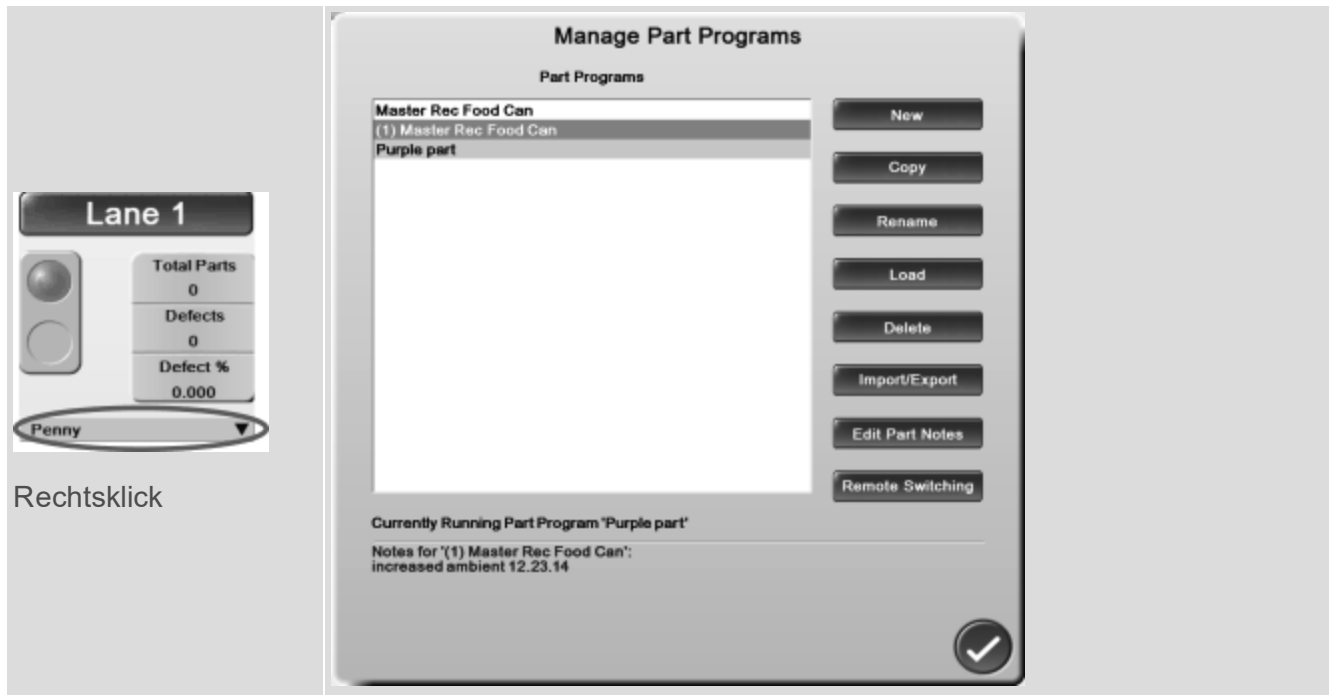 Lane 1
Total Parts
0
Defects
0
Defect %
0.000
Penny
Rechtsklick
Manage Part Programs
Part Programs
Master Rec Food Can
(1) Master Rec Food Can
Purple part
New
Copy
Rename
Load
Delete
Import/Export
Edit Part Notes
Remote Switching
Currently Running Part Program 'Purple part'
Notes for '(1) Master Rec Food Can':
increased ambient 12.23.14